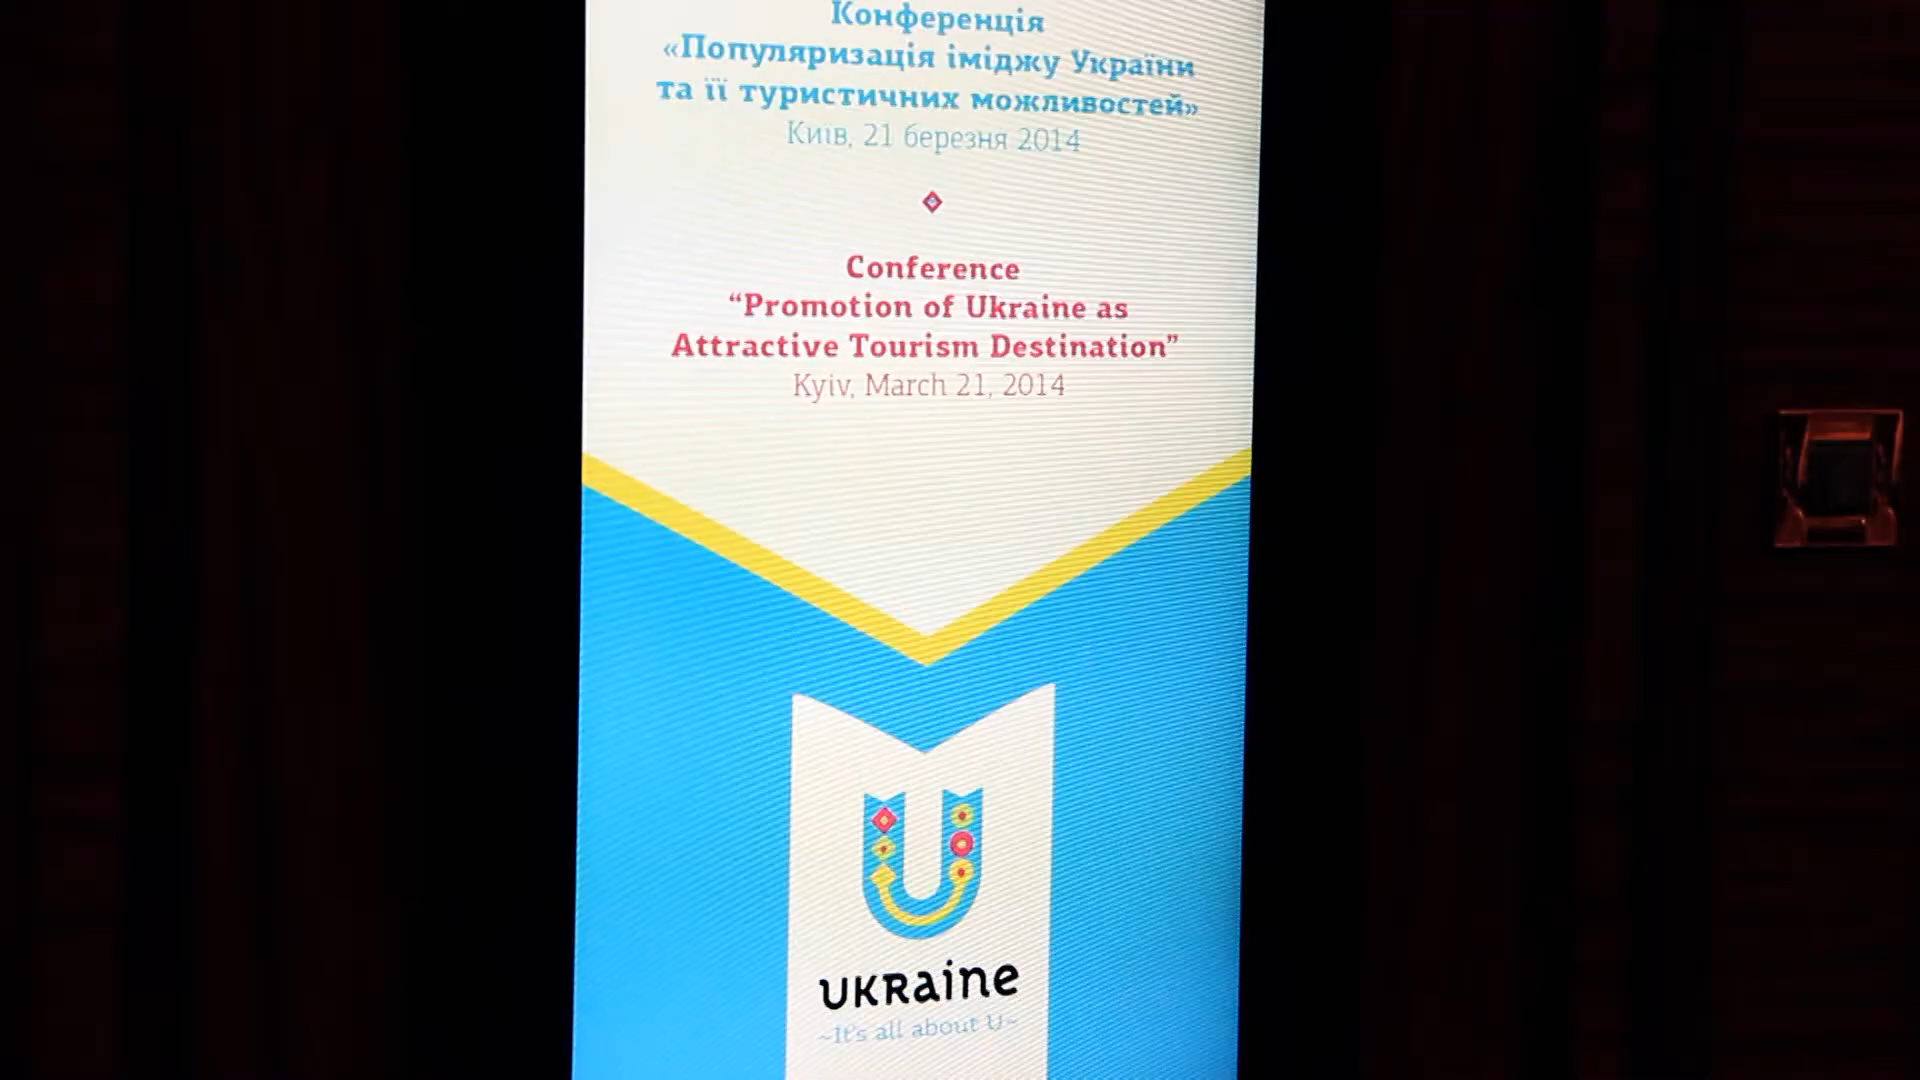 Конференція
«Популяризація іміджу України
та її туристичних можливостей»
Київ, 21 березня 2014
Conference
“Promotion of Ukraine as
Attractive Tourism Destination”
Kyiv, March 21, 2014
U
UKRaine
~It's all about U~